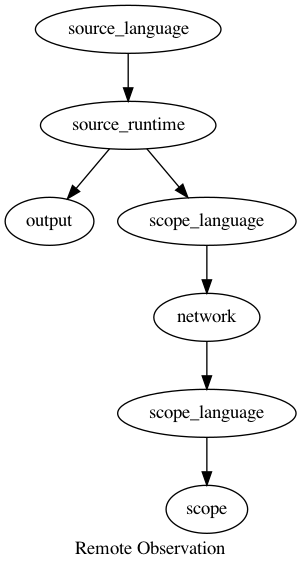 source_language
source_runtime
output
scope_language
network
scope_language
scope
Remote Observation